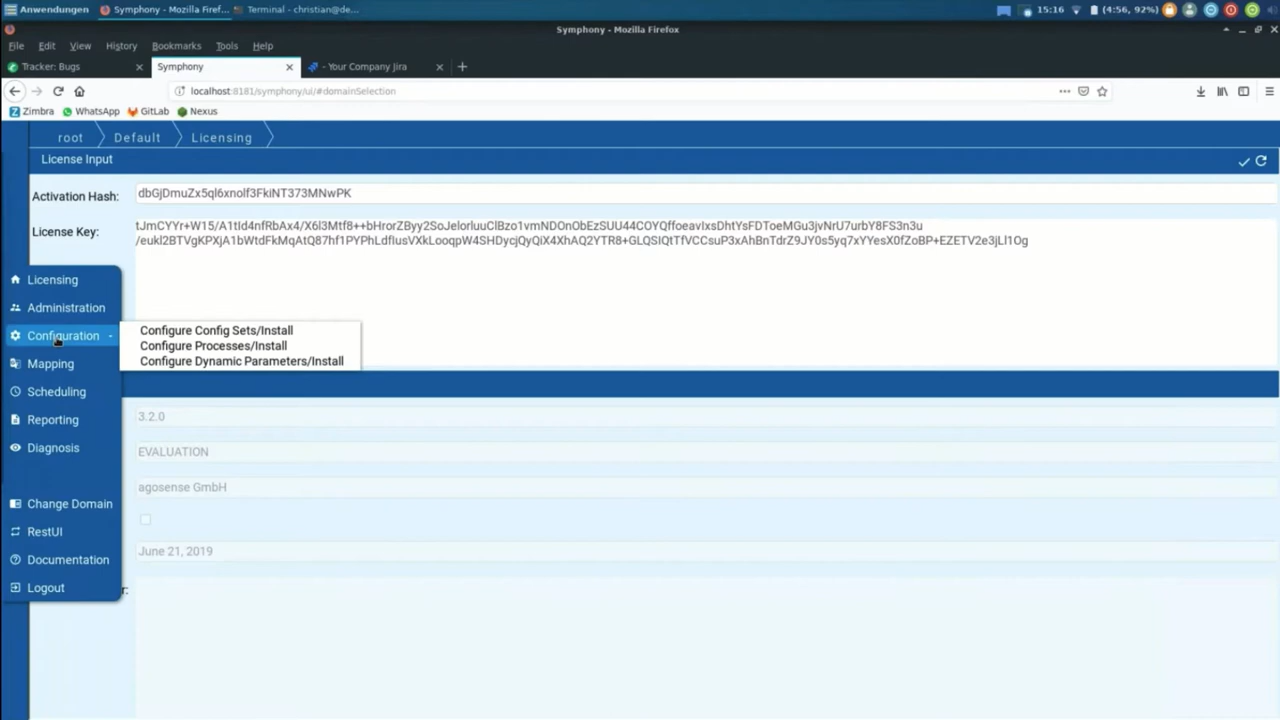 Anwendungen Symphony - Mozilla Firef... Terminal - christian@de... 15:16 (4:56, 92%)
Symphony - Mozilla Firefox
File Edit View History Bookmarks Tools Help
Tracker: Bugs Symphony - Your Company Jira
localhost:8181/symphony/ui/#domainSelection
Zimbra WhatsApp GitLab Nexus
root Default Licensing
License Input
Activation Hash: dbGjDmuZx5ql6xnolf3FkiNT373MNwPK
License Key: tJmCYYr+W15/A1tId4nfRbAx4/X6l3Mtf8++bHrorZByy2SoJelorluuClBzo1vmNDOnObEzSUU44COYQffoeavIxsDhtYsFDToeMGu3jvNrU7urbY8FS3n3u
/eukl2BTVgKPXjA1bWtdFkMqAtQ87hf1PYPhLdfIusVXkLooqpW4SHDycjQyQiX4XhAQ2YTR8+GLQSIQtTfVCCsuP3xAhBnTdrZ9JY0s5yq7xYYesX0fZoBP+EZETV2e3jLl1Og
Licensing
Administration
Configuration
Configure Config Sets/Install
Configure Processes/Install
Configure Dynamic Parameters/Install
Mapping
Scheduling
Reporting
Diagnosis
Change Domain
RestUI
Documentation
Logout
3.2.0
EVALUATION
agosense GmbH
June 21, 2019
r: